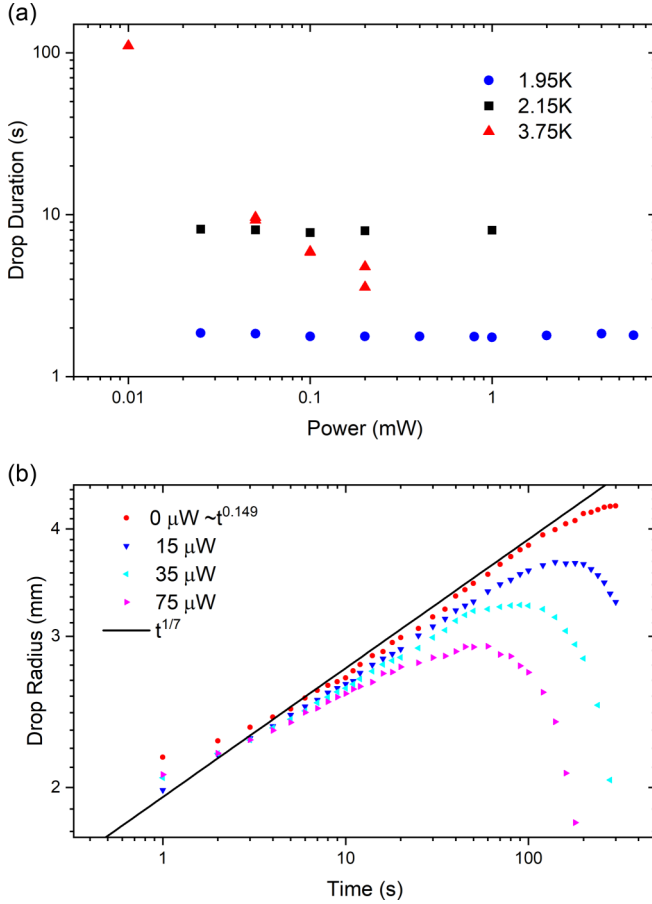 (a)
100
10
1
Drop Duration (s)
1.95K
2.15K
3.75K
0.01
0.1
1
Power (mW)
(b)
4
3
2
Drop Radius (mm)
0 μW ~t^0.149
15 μW
35 μW
75 μW
t^1/7
1
10
100
Time (s)